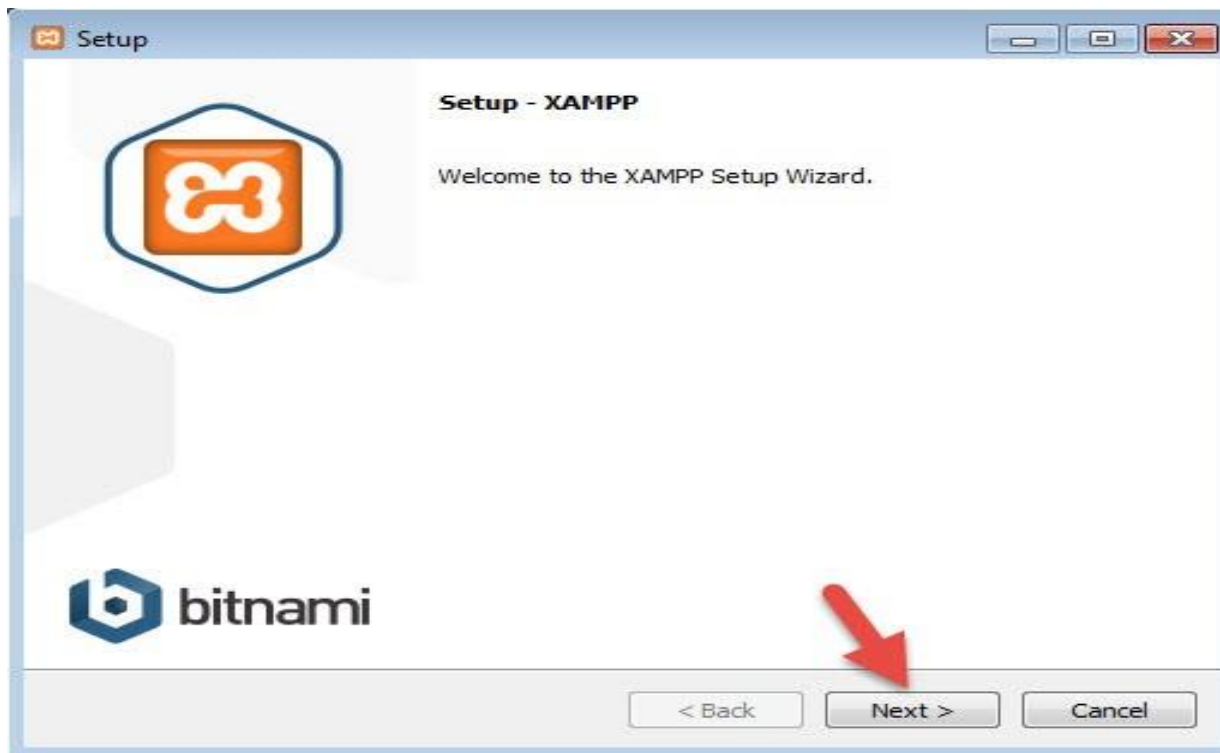 Setup
Setup - XAMPP
Welcome to the XAMPP Setup Wizard.
bitnami
< Back
Next >
Cancel